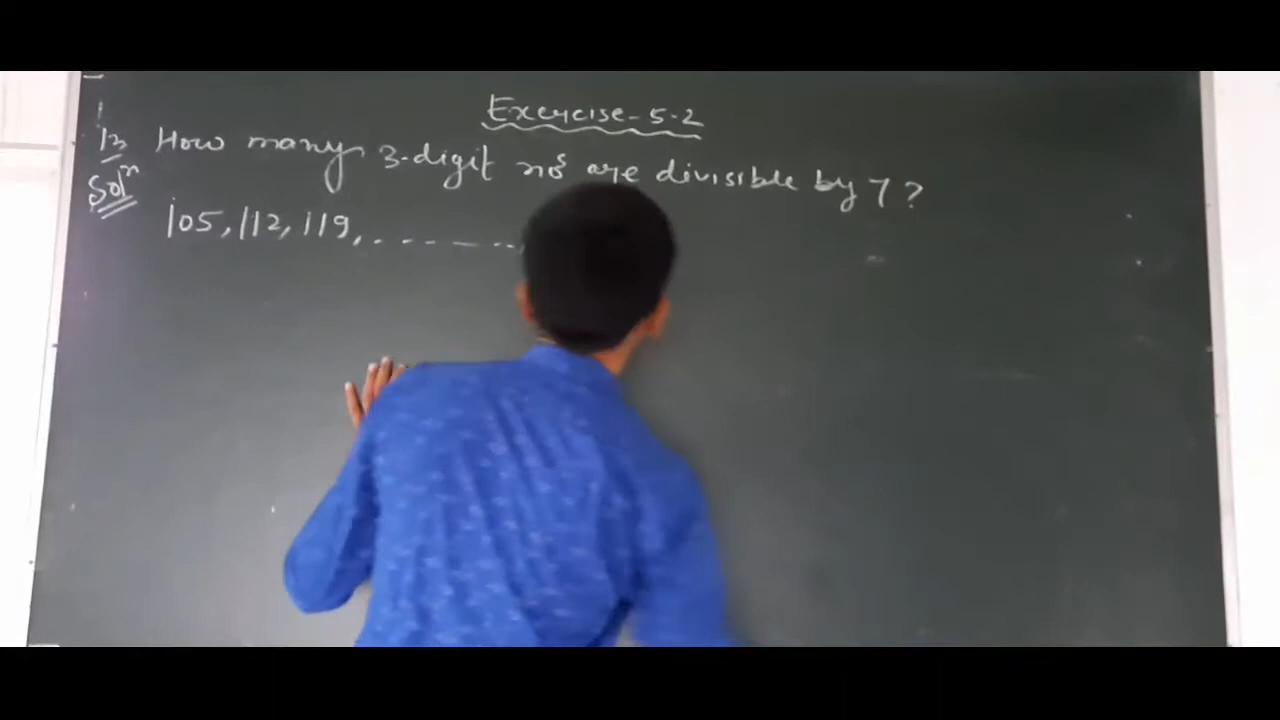 Exercise-5.2
13 How many 3-digit nos are divisible by 7 ?
Soln
105, 112, 119, ..........